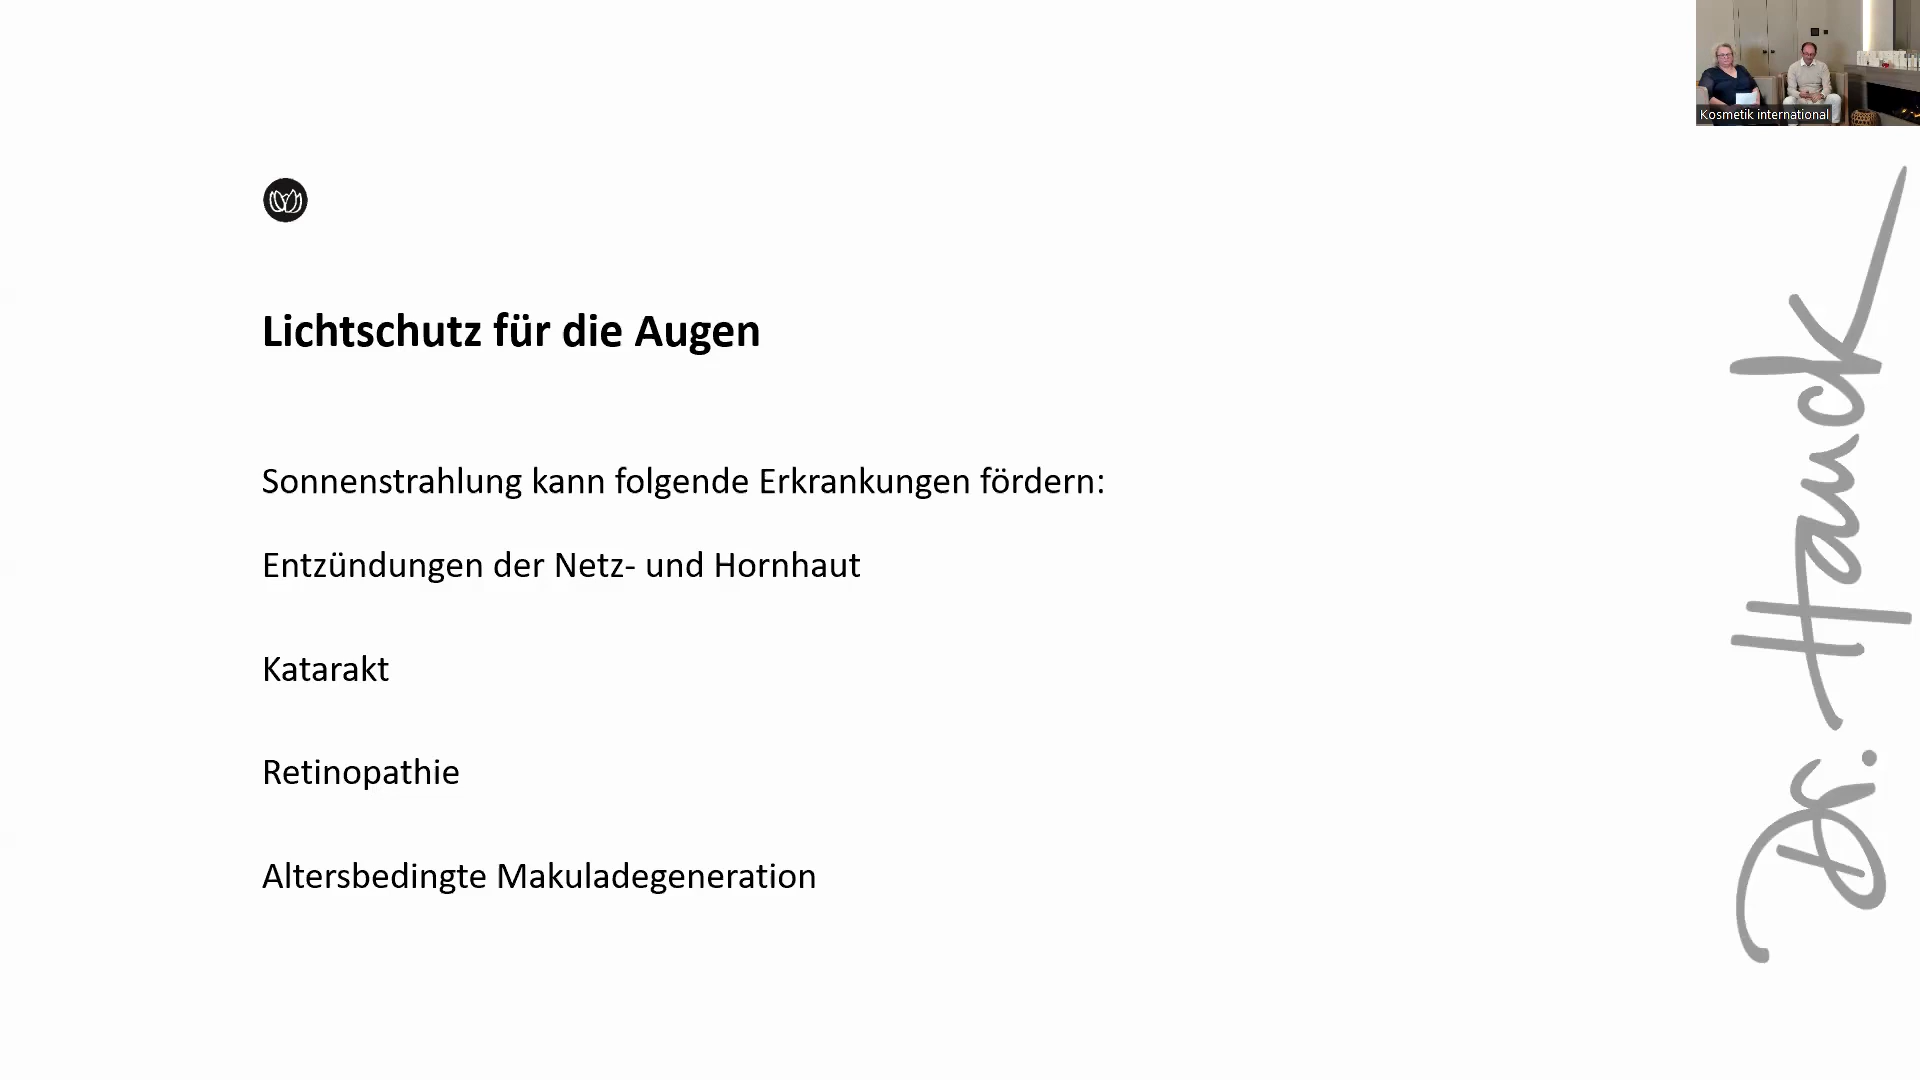 Kosmetik international
Lichtschutz für die Augen
Sonnenstrahlung kann folgende Erkrankungen fördern:
Entzündungen der Netz- und Hornhaut
Katarakt
Retinopathie
Altersbedingte Makuladegeneration
Dr. Hauck